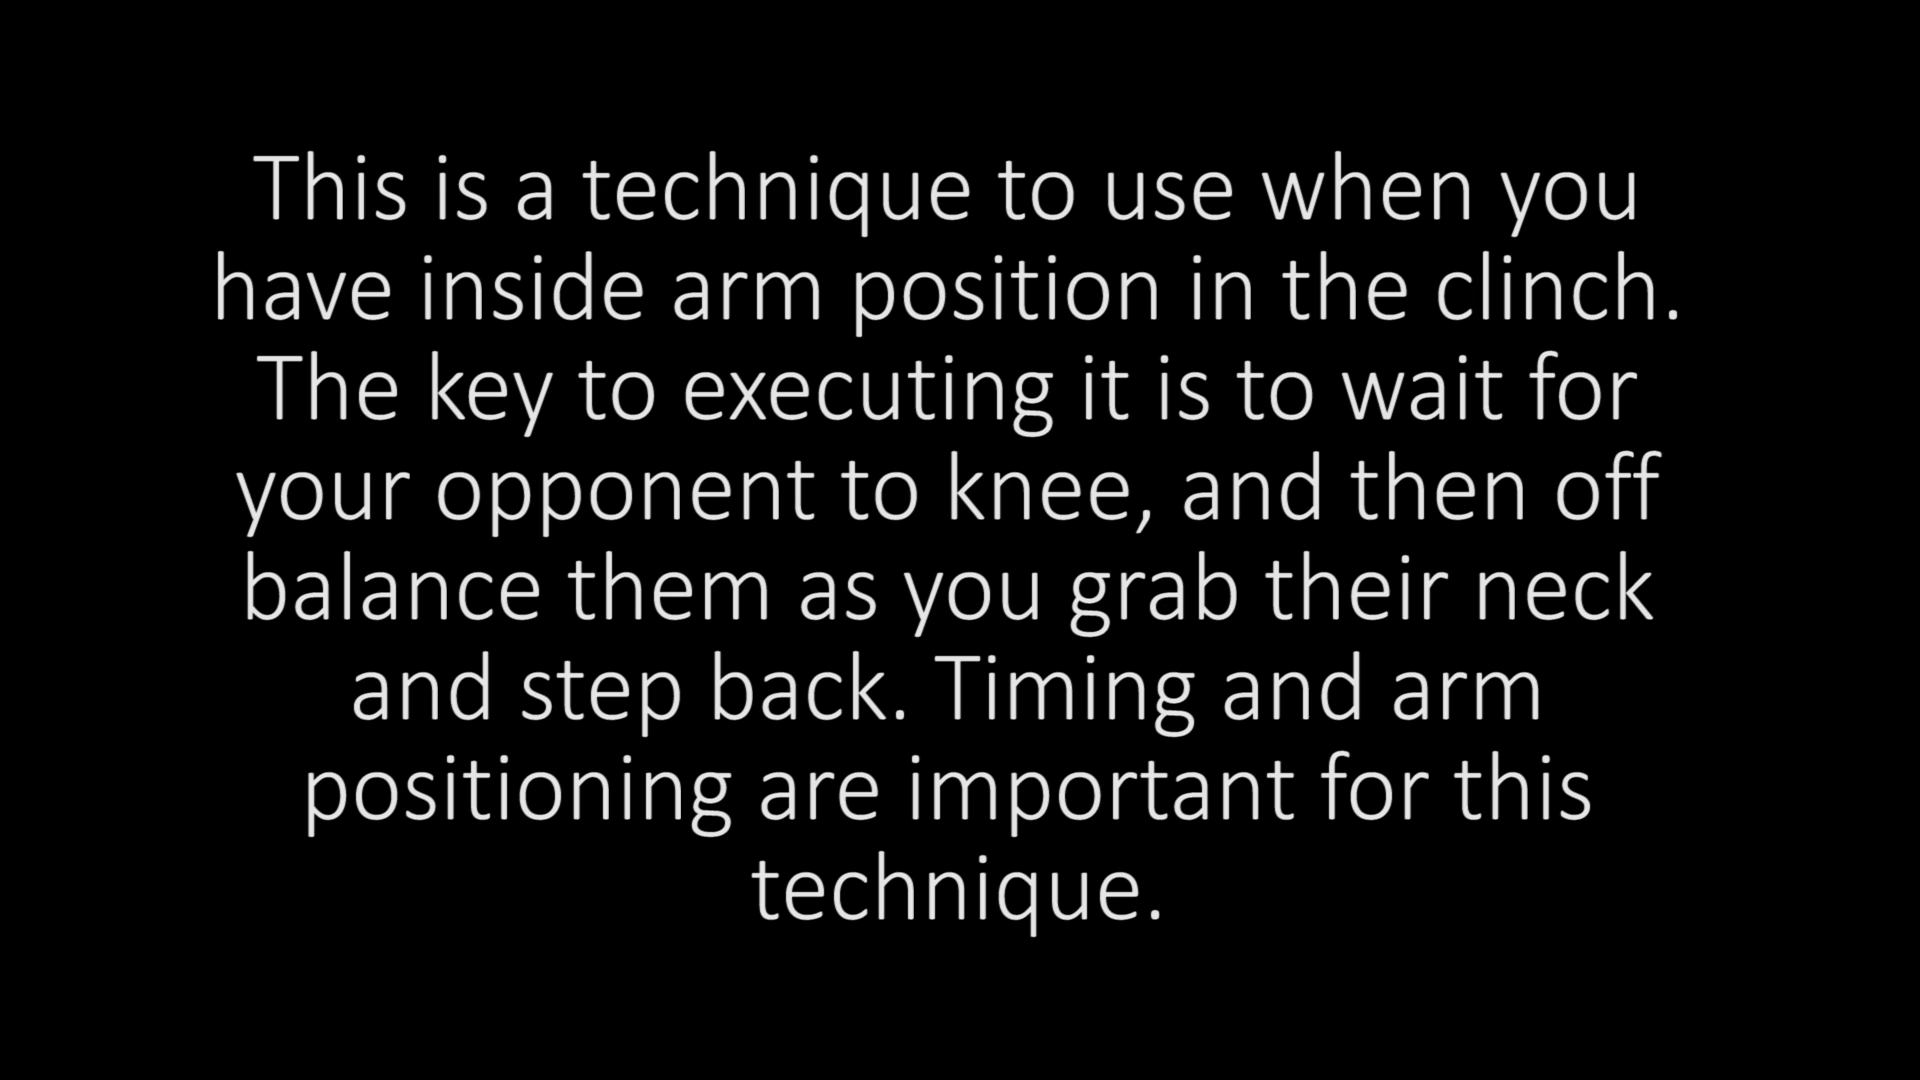 This is a technique to use when you
have inside arm position in the clinch.
The key to executing it is to wait for
your opponent to knee, and then off
balance them as you grab their neck
and step back. Timing and arm
positioning are important for this
technique.